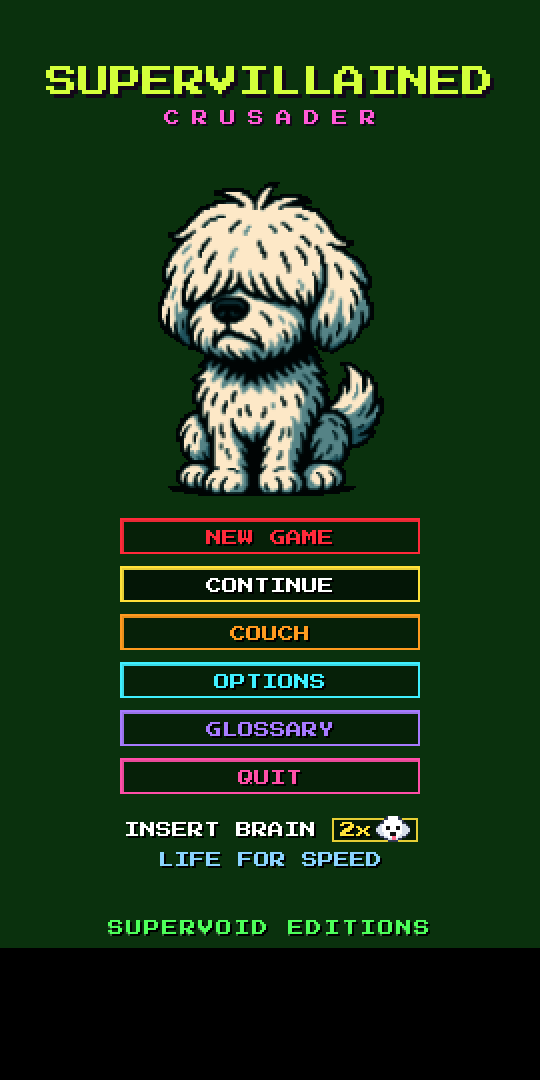 SUPERVILLAINED
CRUSADER
NEW GAME
CONTINUE
COUCH
OPTIONS
GLOSSARY
QUIT
INSERT BRAIN 2x
LIFE FOR SPEED
SUPERVOID EDITIONS